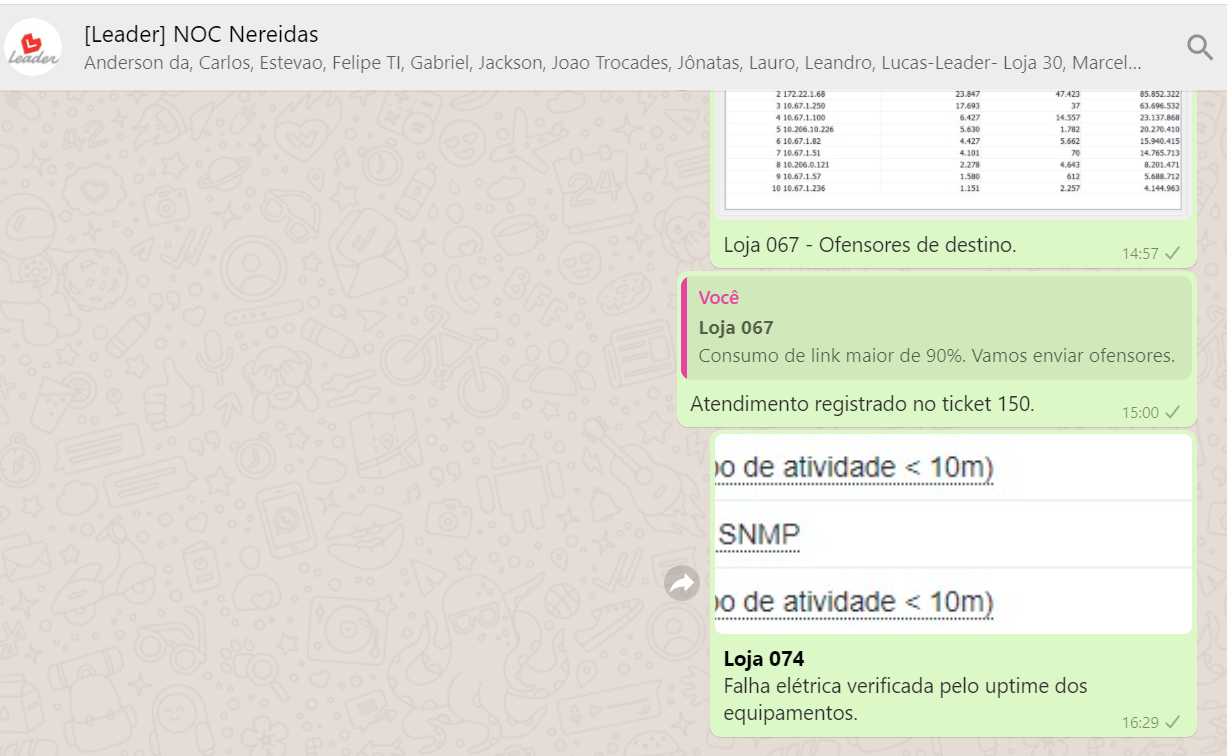 [Leader] NOC Nereidas
Leader
Anderson da, Carlos, Estevao, Felipe TI, Gabriel, Jackson, Joao Trocades, Jônatas, Lauro, Leandro, Lucas-Leader- Loja 30, Marcel...
2 172.22.1.68 23.847 47.423 85.852.322
3 10.67.1.250 17.693 37 63.696.532
4 10.67.1.100 6.427 14.557 23.137.868
5 10.206.10.226 5.630 1.782 20.270.410
6 10.67.1.82 4.427 5.662 15.940.415
7 10.67.1.51 4.101 70 14.765.713
8 10.206.0.121 2.278 4.643 8.201.471
9 10.67.1.57 1.580 612 5.688.712
10 10.67.1.236 1.151 2.257 4.144.963
Loja 067 - Ofensores de destino.
14:57
Você
Loja 067
Consumo de link maior de 90%. Vamos enviar ofensores.
Atendimento registrado no ticket 150.
15:00
po de atividade < 10m)
SNMP
po de atividade < 10m)
Loja 074
Falha elétrica verificada pelo uptime dos
equipamentos.
16:29